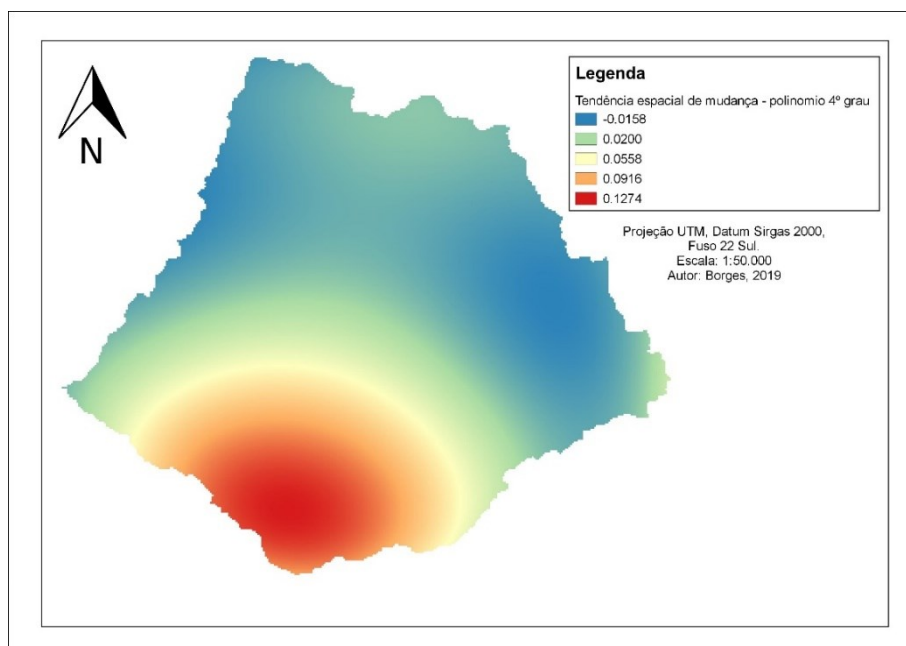 N
Legenda
Tendência espacial de mudança - polinomio 4º grau
-0.0158
0.0200
0.0558
0.0916
0.1274
Projeção UTM, Datum Sirgas 2000,
Fuso 22 Sul.
Escala: 1:50.000
Autor: Borges, 2019